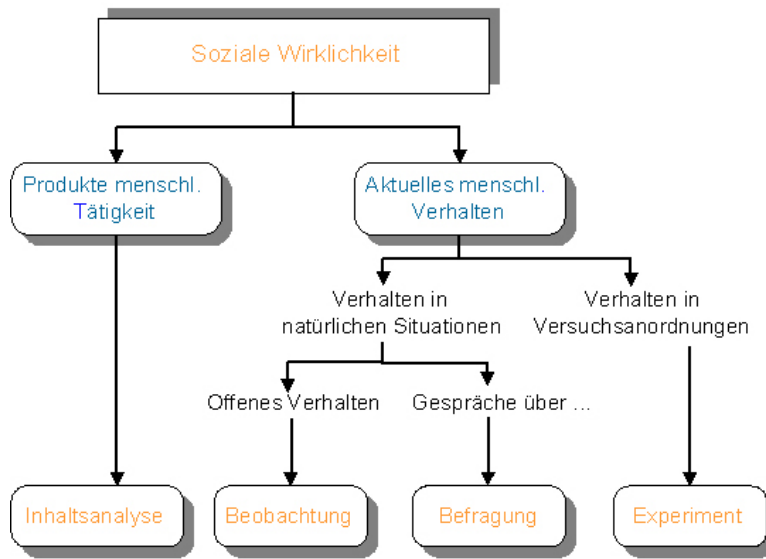 Soziale Wirklichkeit
Produkte menschl.
Tätigkeit
Aktuelles menschl.
Verhalten
Verhalten in
natürlichen Situationen
Verhalten in
Versuchsanordnungen
Offenes Verhalten
Gespräche über ...
Inhaltsanalyse
Beobachtung
Befragung
Experiment